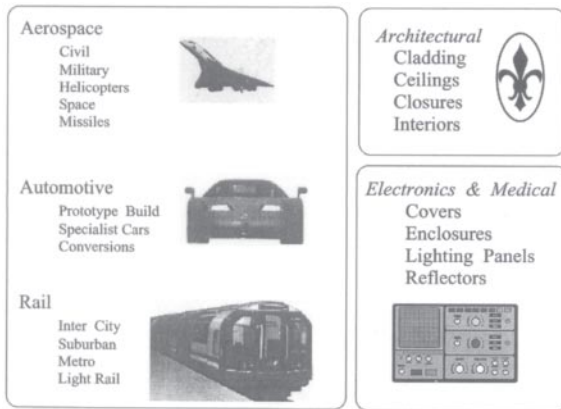 Aerospace
Civil
Military
Helicopters
Space
Missiles
Automotive
Prototype Build
Specialist Cars
Conversions
Rail
Inter City
Suburban
Metro
Light Rail
Architectural
Cladding
Ceilings
Closures
Interiors
Electronics & Medical
Covers
Enclosures
Lighting Panels
Reflectors